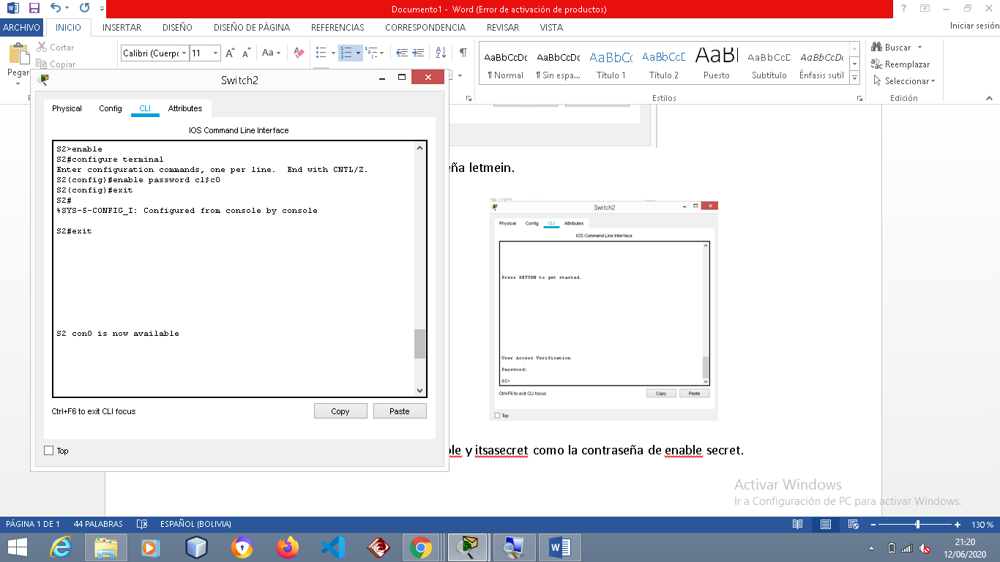 Documento1 - Word (Error de activación de productos)
ARCHIVO INICIO INSERTAR DISEÑO DISEÑO DE PÁGINA REFERENCIAS CORRESPONDENCIA REVISAR VISTA Iniciar sesión
Pegar
Cortar
Copiar
Calibri (Cuerpo 11
AaBbCcDc AaBbCcDc AaBbCc AaBbCcD AaBl AaBbCcD AaBbCcDc
¶ Normal ¶ Sin espa... Título 1 Título 2 Puesto Subtítulo Énfasis sutil
Estilos
Buscar
Reemplazar
Seleccionar
Edición
Switch2
Physical Config CLI Attributes
IOS Command Line Interface
S2>enable
S2#configure terminal
Enter configuration commands, one per line. End with CNTL/Z.
S2(config)#enable password cl$c0
S2(config)#exit
S2#
%SYS-5-CONFIG_I: Configured from console by console
S2#exit
S2 con0 is now available
Ctrl+F6 to exit CLI focus
Copy Paste
Top
eña letmein.
Switch2
Physical Config CLI Attributes
IOS Command Line Interface
Press RETURN to get started.
User Access Verification
Password:
S2>
Ctrl+F6 to exit CLI focus
Copy Paste
Top
ble y itsasecret como la contraseña de enable secret.
Activar Windows
Ir a Configuración de PC para activar Windows.
PÁGINA 1 DE 1 44 PALABRAS ESPAÑOL (BOLIVIA) 130 %
21:20
12/06/2020